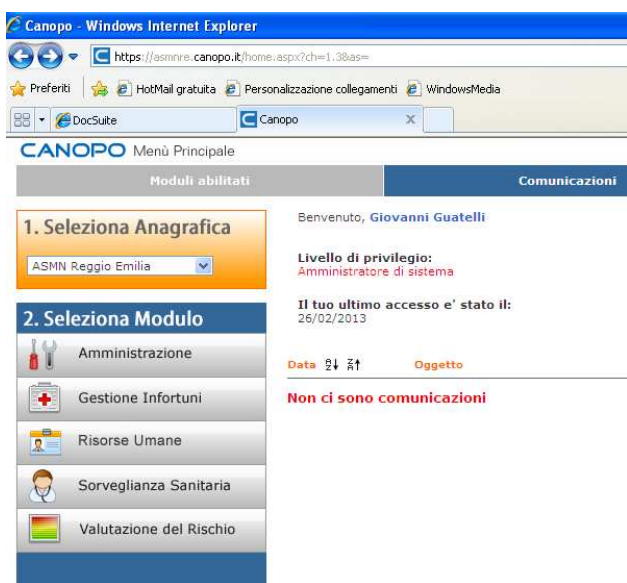 Canopo - Windows Internet Explorer
https://asmnre.canopo.it/home.aspx?ch=1.3&as=
Preferiti HotMail gratuita Personalizzazione collegamenti WindowsMedia
DocSuite Canopo X
CANOPO Menù Principale
Moduli abilitati Comunicazioni
1. Seleziona Anagrafica
ASMN Reggio Emilia
2. Seleziona Modulo
Amministrazione
Gestione Infortuni
Risorse Umane
Sorveglianza Sanitaria
Valutazione del Rischio
Benvenuto, Giovanni Guatelli
Livello di privilegio:
Amministratore di sistema
Il tuo ultimo accesso e' stato il:
26/02/2013
Data Oggetto
Non ci sono comunicazioni